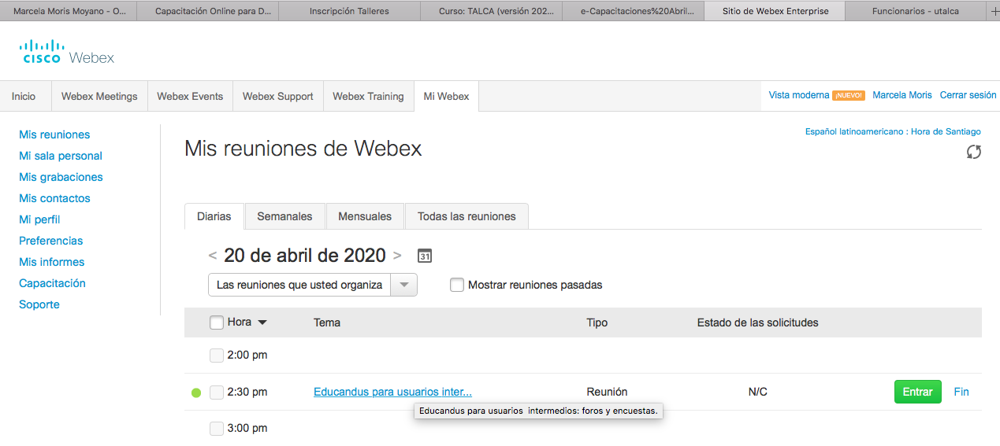 Marcela Moris Moyano - O...
Capacitación Online para D...
Inscripción Talleres
Curso: TALCA (versión 202...
e-Capacitaciones%20Abril...
Sitio de Webex Enterprise
Funcionarios - utalca
+
cisco Webex
Inicio
Webex Meetings
Webex Events
Webex Support
Webex Training
Mi Webex
Vista moderna ¡NUEVO!
Marcela Moris
Cerrar sesión
Mis reuniones
Mi sala personal
Mis grabaciones
Mis contactos
Mi perfil
Preferencias
Mis informes
Capacitación
Soporte
Español latinoamericano : Hora de Santiago
Mis reuniones de Webex
Diarias
Semanales
Mensuales
Todas las reuniones
< 20 de abril de 2020 > 31
Las reuniones que usted organiza
Mostrar reuniones pasadas
Hora Tema Tipo Estado de las solicitudes
2:00 pm
2:30 pm Educandus para usuarios inter... Reunión N/C Entrar Fin
Educandus para usuarios  intermedios: foros y encuestas.
3:00 pm